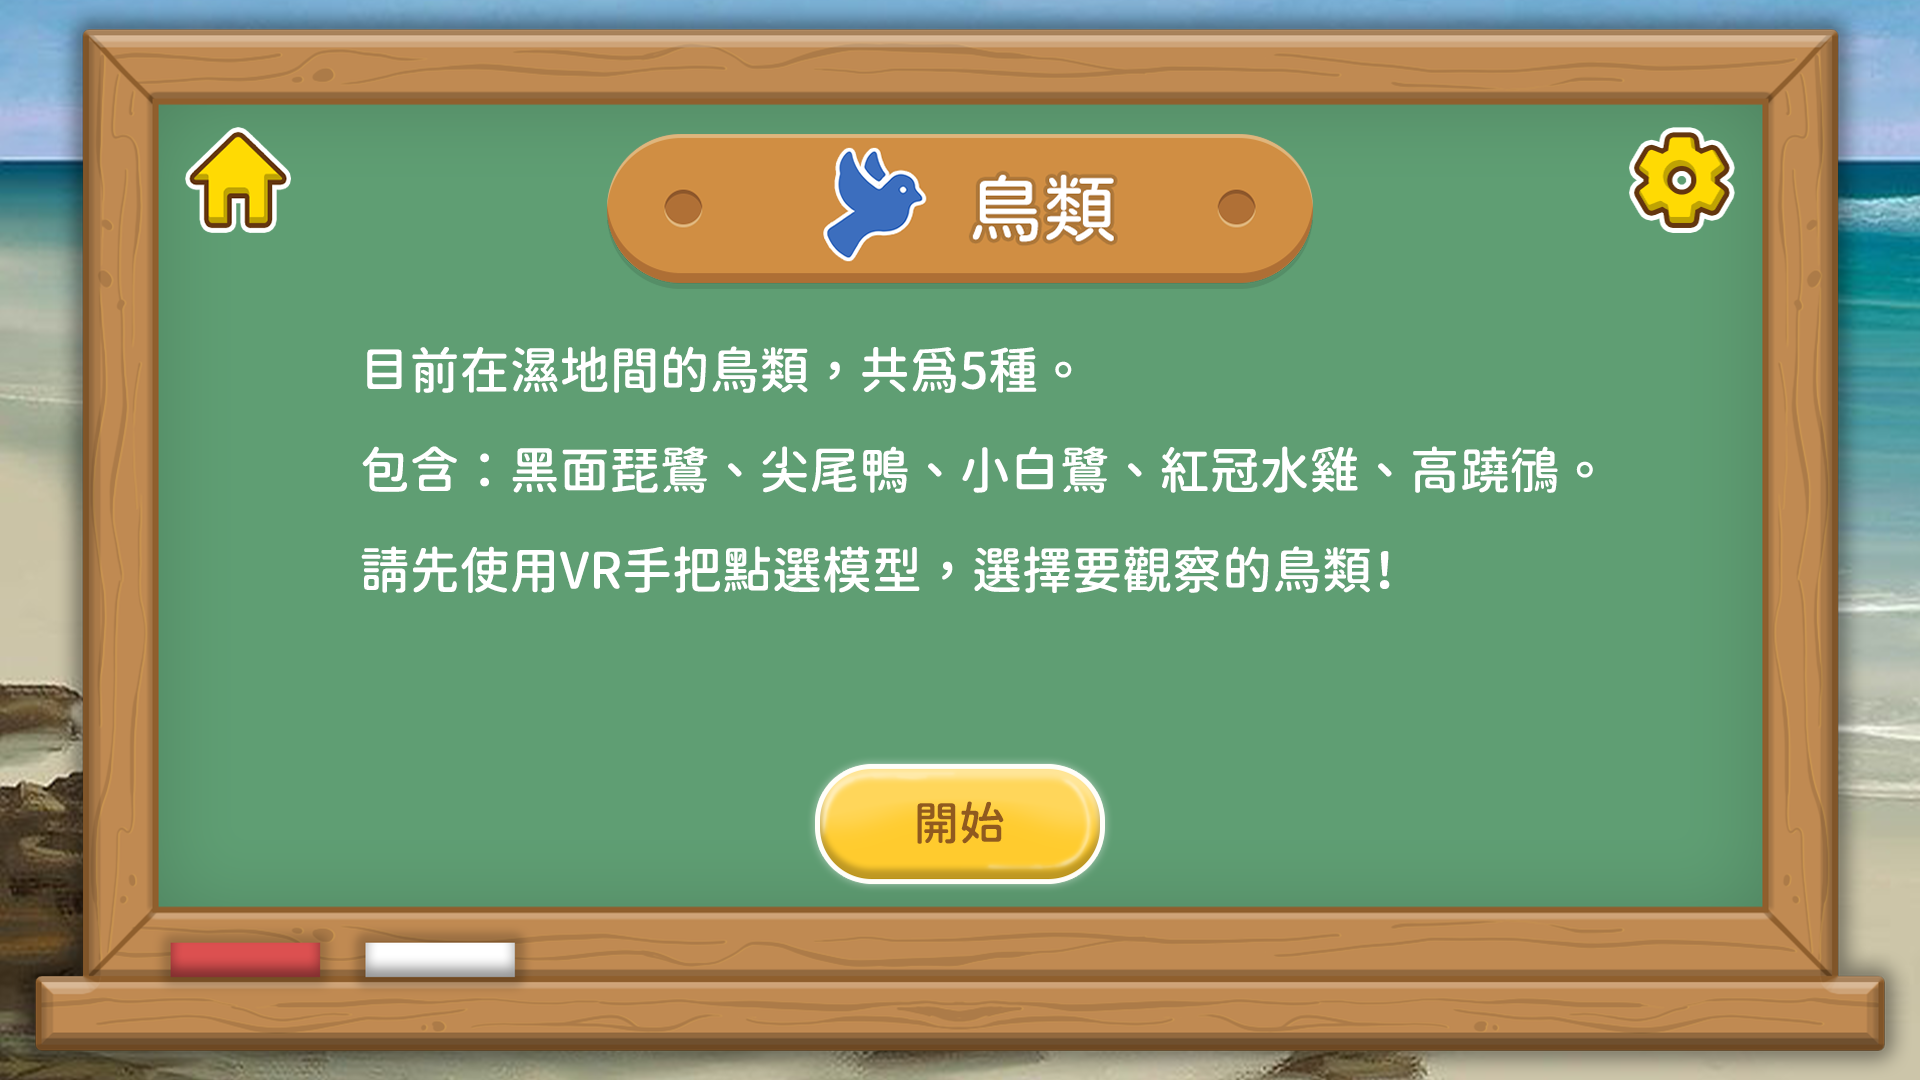 鳥類
目前在濕地間的鳥類，共為5種。
包含：黑面琵鷺、尖尾鴨、小白鷺、紅冠水雞、高蹺鴴。
請先使用VR手把點選模型，選擇要觀察的鳥類！
開始